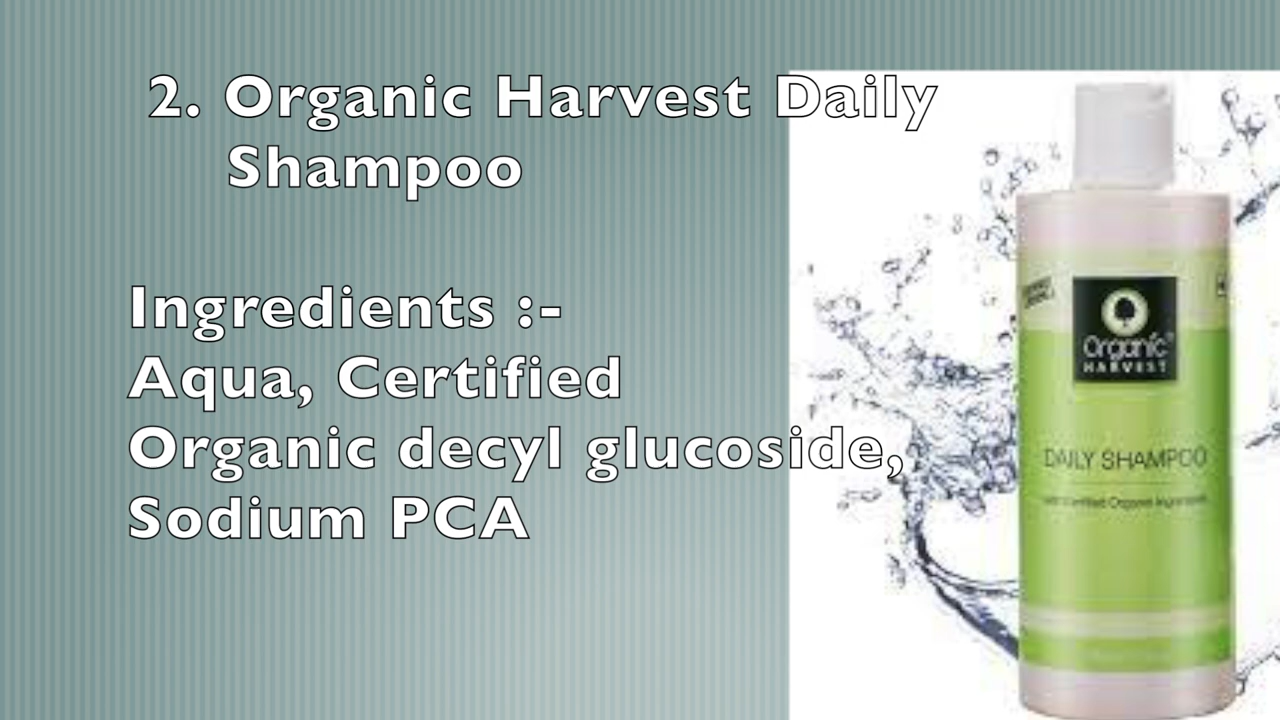 2. Organic Harvest Daily
Shampoo
Ingredients :-
Aqua, Certified
Organic decyl glucoside,
Sodium PCA
Organic
HARVEST
DAILY SHAMPOO